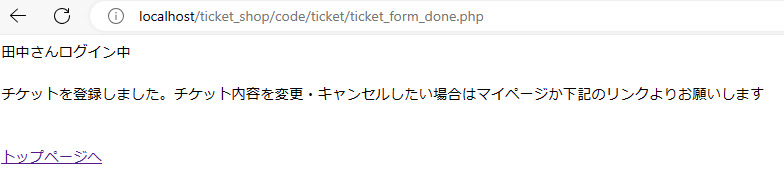 localhost/ticket_shop/code/ticket/ticket_form_done.php
田中さんログイン中
チケットを登録しました。チケット内容を変更・キャンセルしたい場合はマイページか下記のリンクよりお願いします
トップページへ